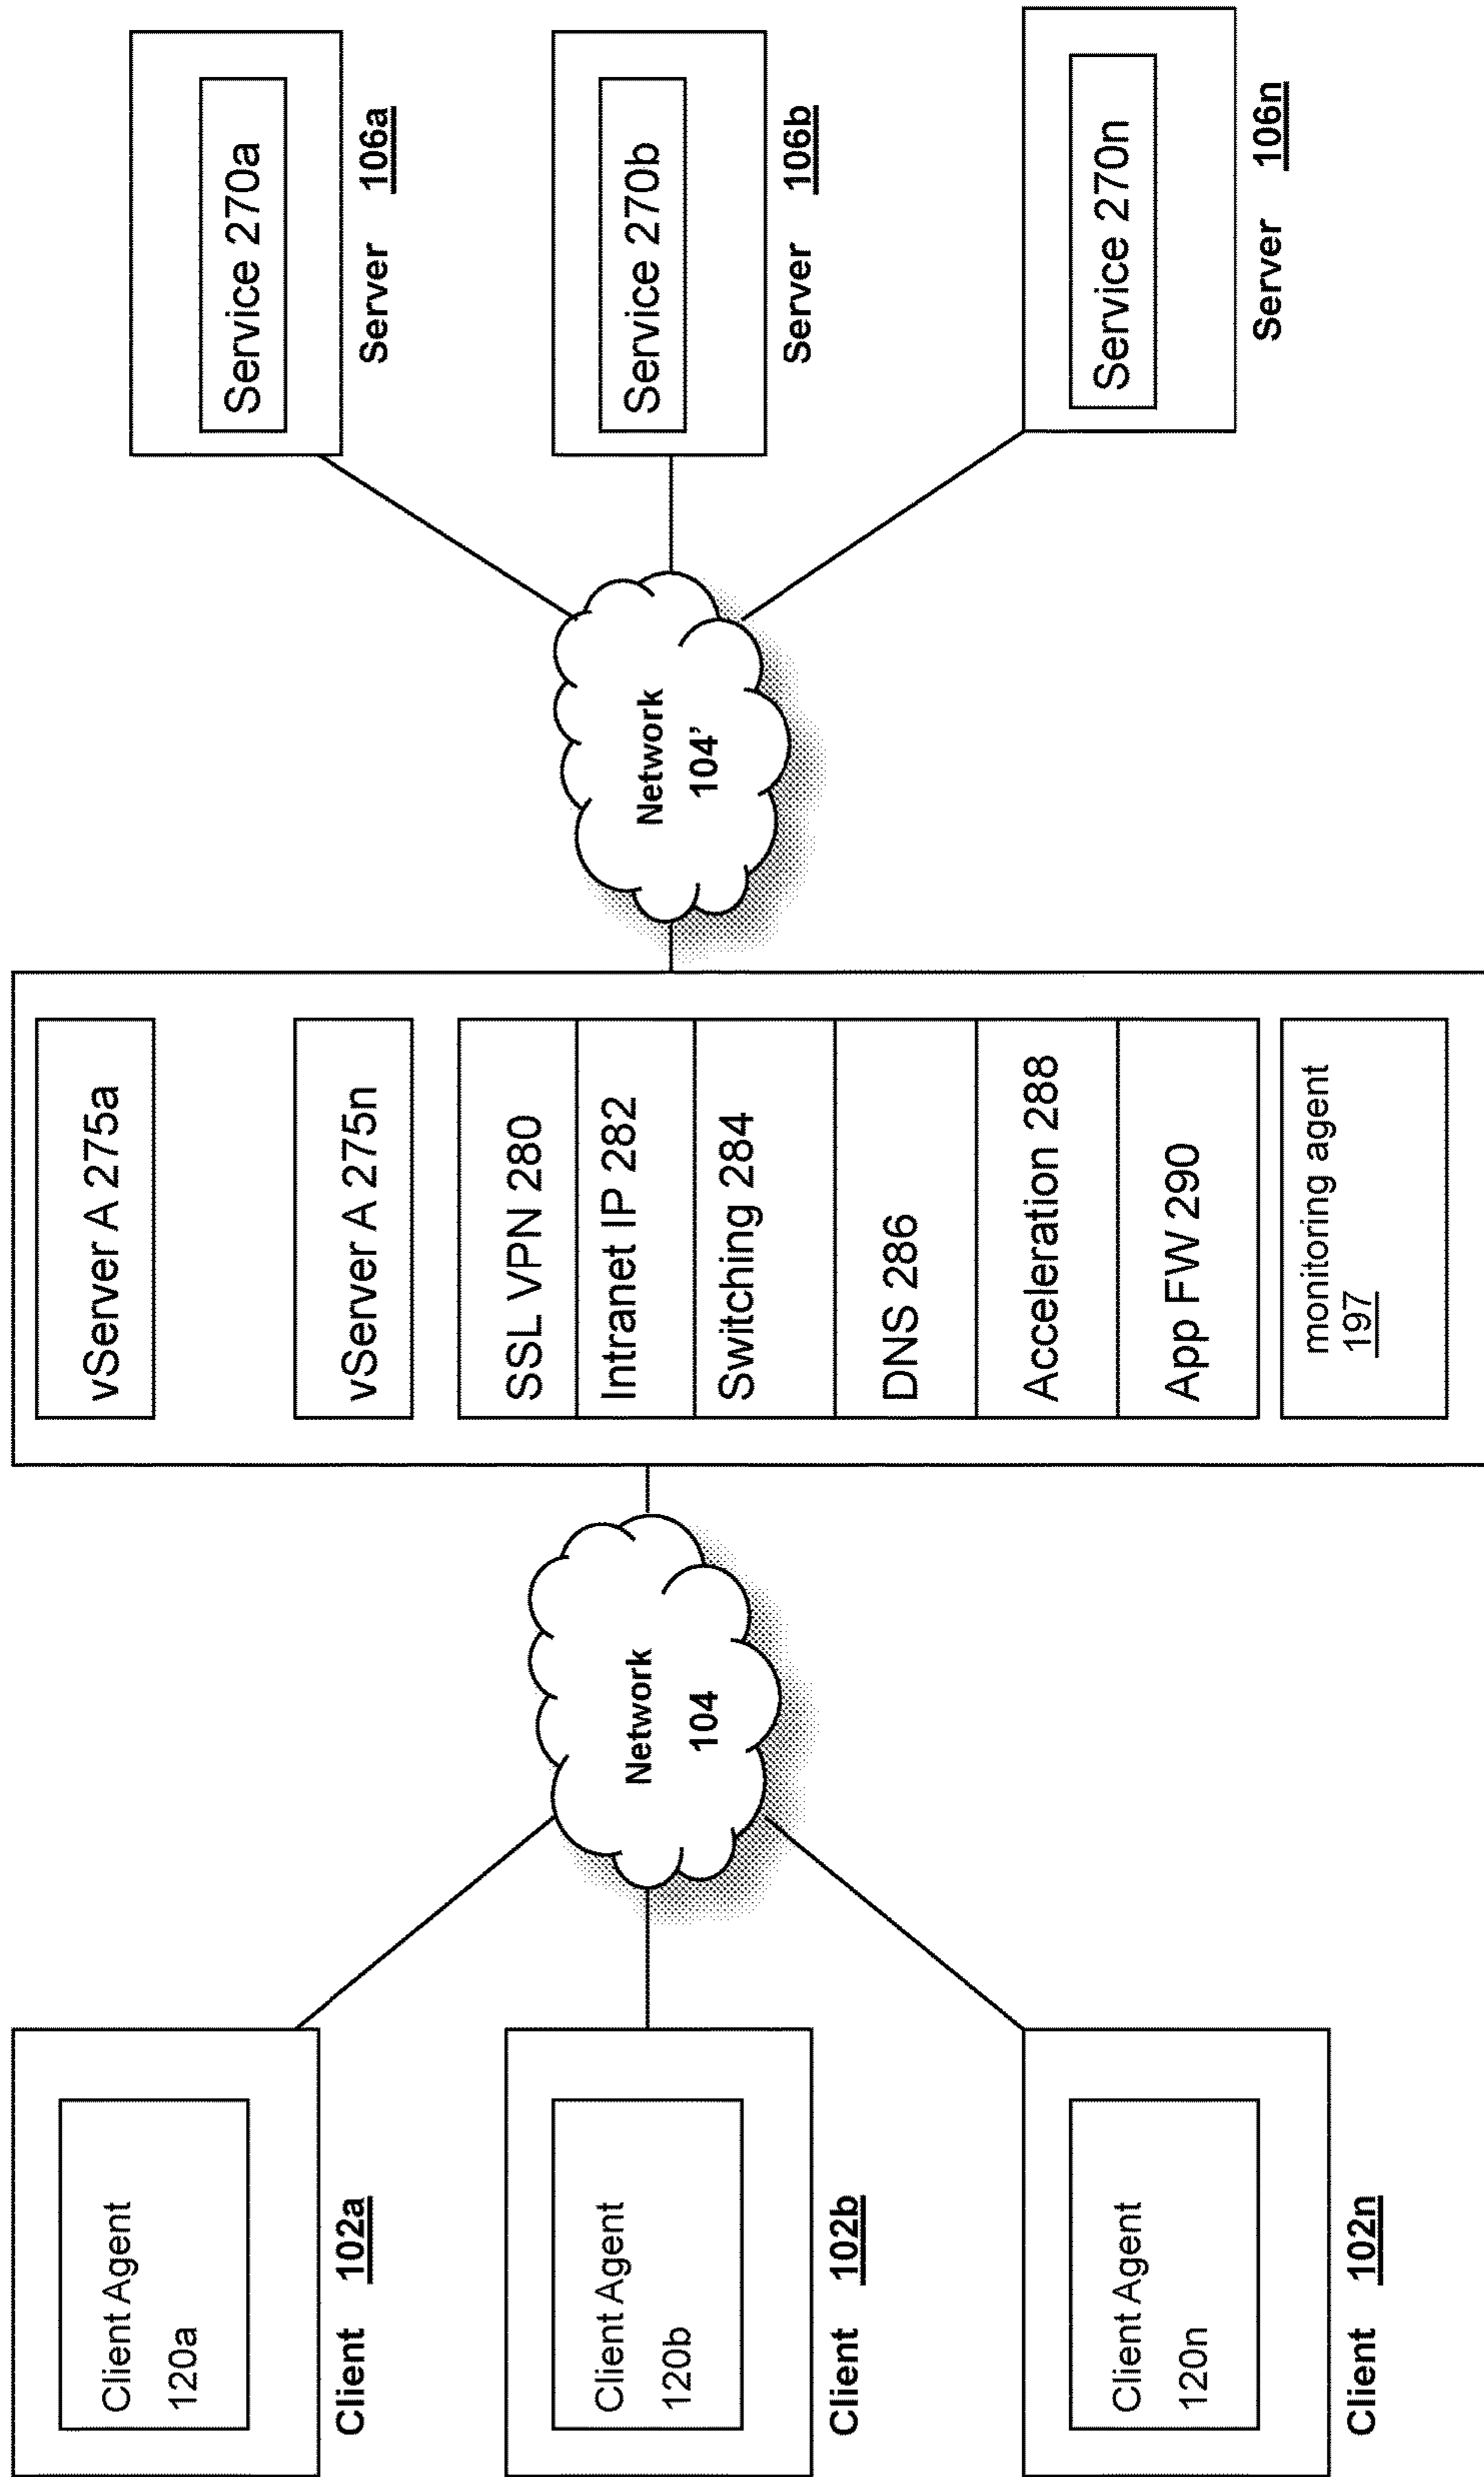 Client Agent
120a
Client 102a
Client Agent
120b
Client 102b
Client Agent
120n
Client 102n
Network
104
vServer A 275a
vServer A 275n
SSL VPN 280
Intranet IP 282
Switching 284
DNS 286
Acceleration 288
App FW 290
monitoring agent
197
Network
104’
Service 270a
Server 106a
Service 270b
Server 106b
Service 270n
Server 106n